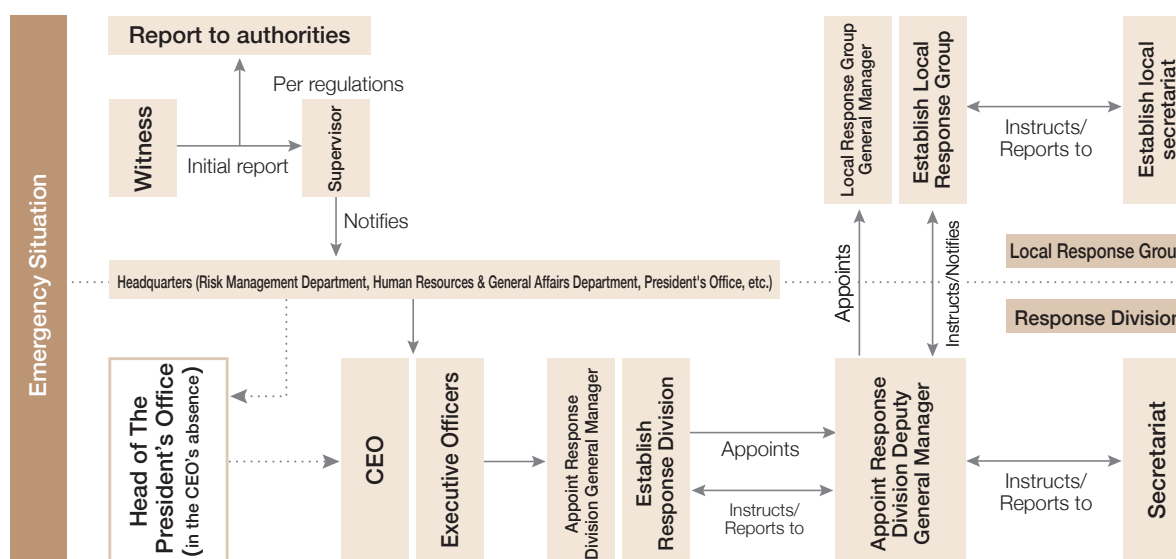 Emergency Situation
Report to authorities
Per regulations
Witness
Initial report
Supervisor
Notifies
Headquarters (Risk Management Department, Human Resources & General Affairs Department, President's Office, etc.)
Head of The
President's Office
(in the CEO's absence)
CEO
Executive Officers
Appoint Response
Division General Manager
Establish
Response Division
Appoints
Instructs/
Reports to
Appoint Response
Division Deputy
General Manager
Appoints
Instructs/Notifies
Local Response Group
General Manager
Establish Local
Response Group
Instructs/
Reports to
Establish local
secretariat
Local Response Grou
Response Division
Instructs/
Reports to
Secretariat